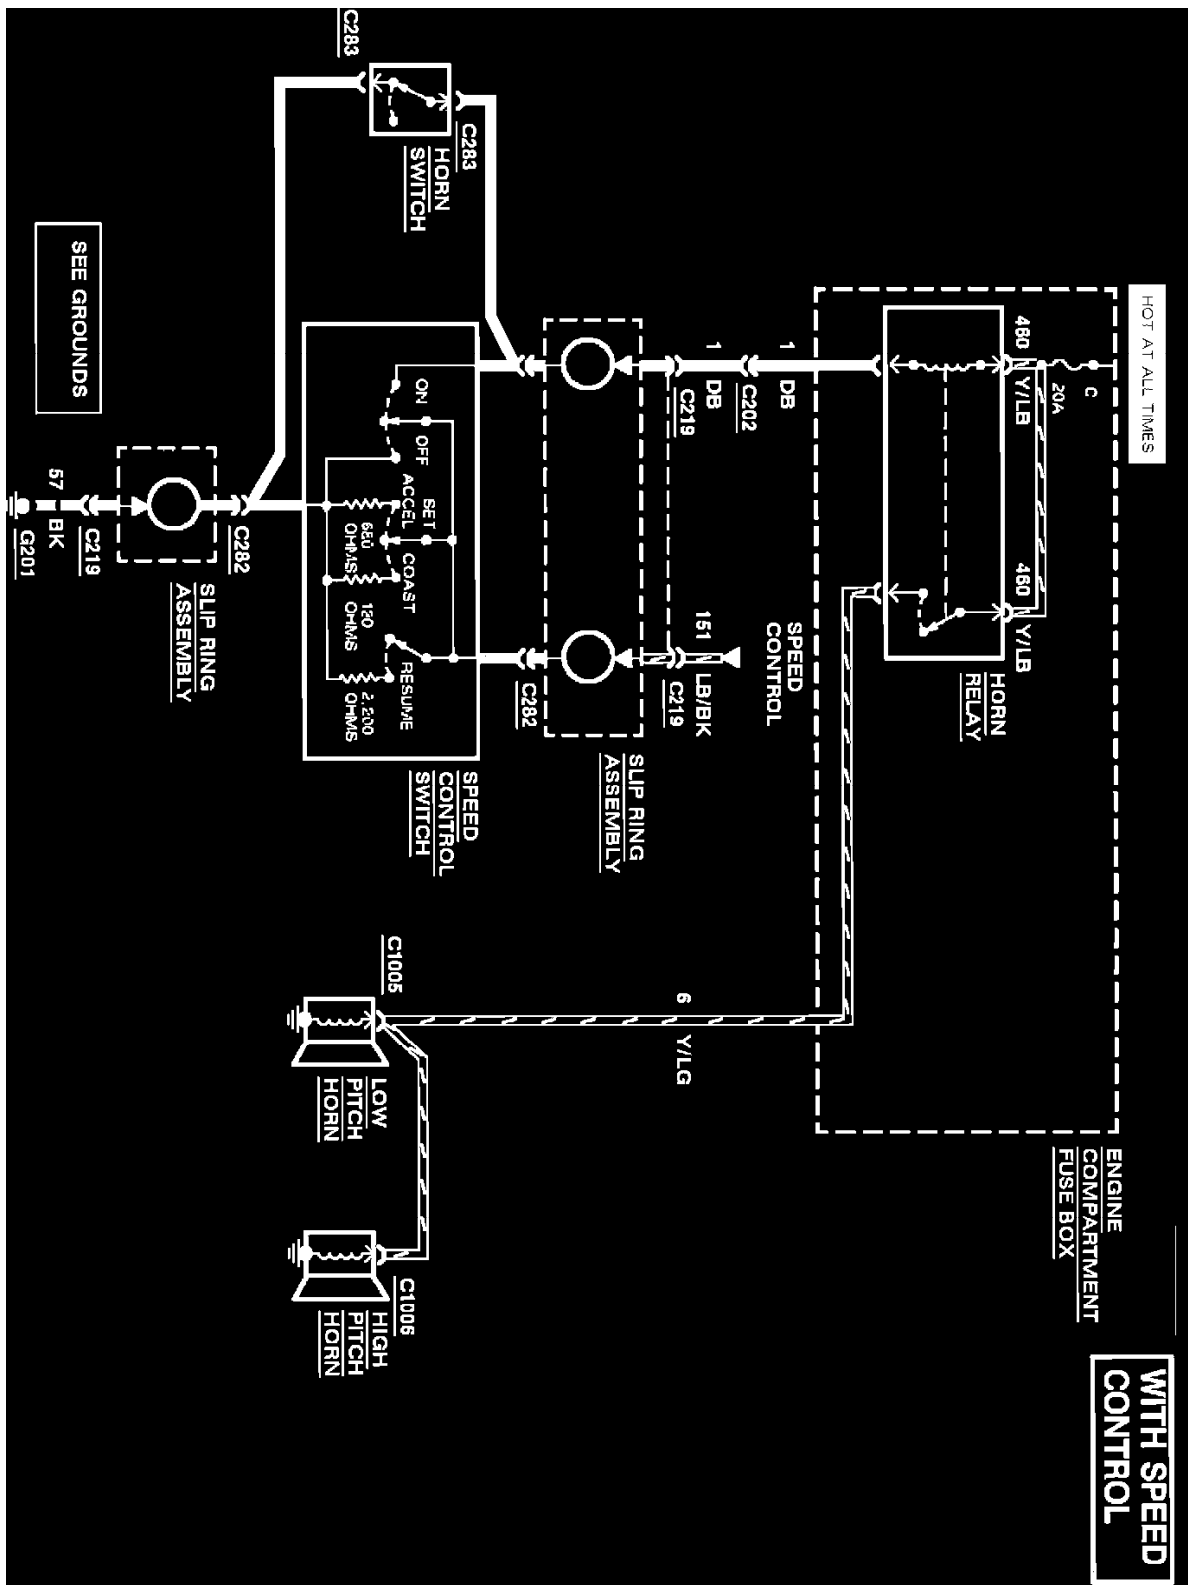 WITH SPEED
CONTROL
HOT AT ALL TIMES
ENGINE
COMPARTMENT
FUSE BOX
C
20A
460
Y/LB
460
Y/LB
HORN
RELAY
1
DB
C202
1
DB
C219
6
Y/LG
SPEED
CONTROL
151
LB/BK
C219
SLIP RING
ASSEMBLY
C282
C283
HORN
SWITCH
C283
SPEED
CONTROL
SWITCH
ON
OFF
SET
ACCEL
COAST
RESUME
680
OHMS
120
OHMS
2,200
OHMS
C1005
LOW
PITCH
HORN
C1006
HIGH
PITCH
HORN
C282
SLIP RING
ASSEMBLY
C219
57
BK
G201
SEE GROUNDS